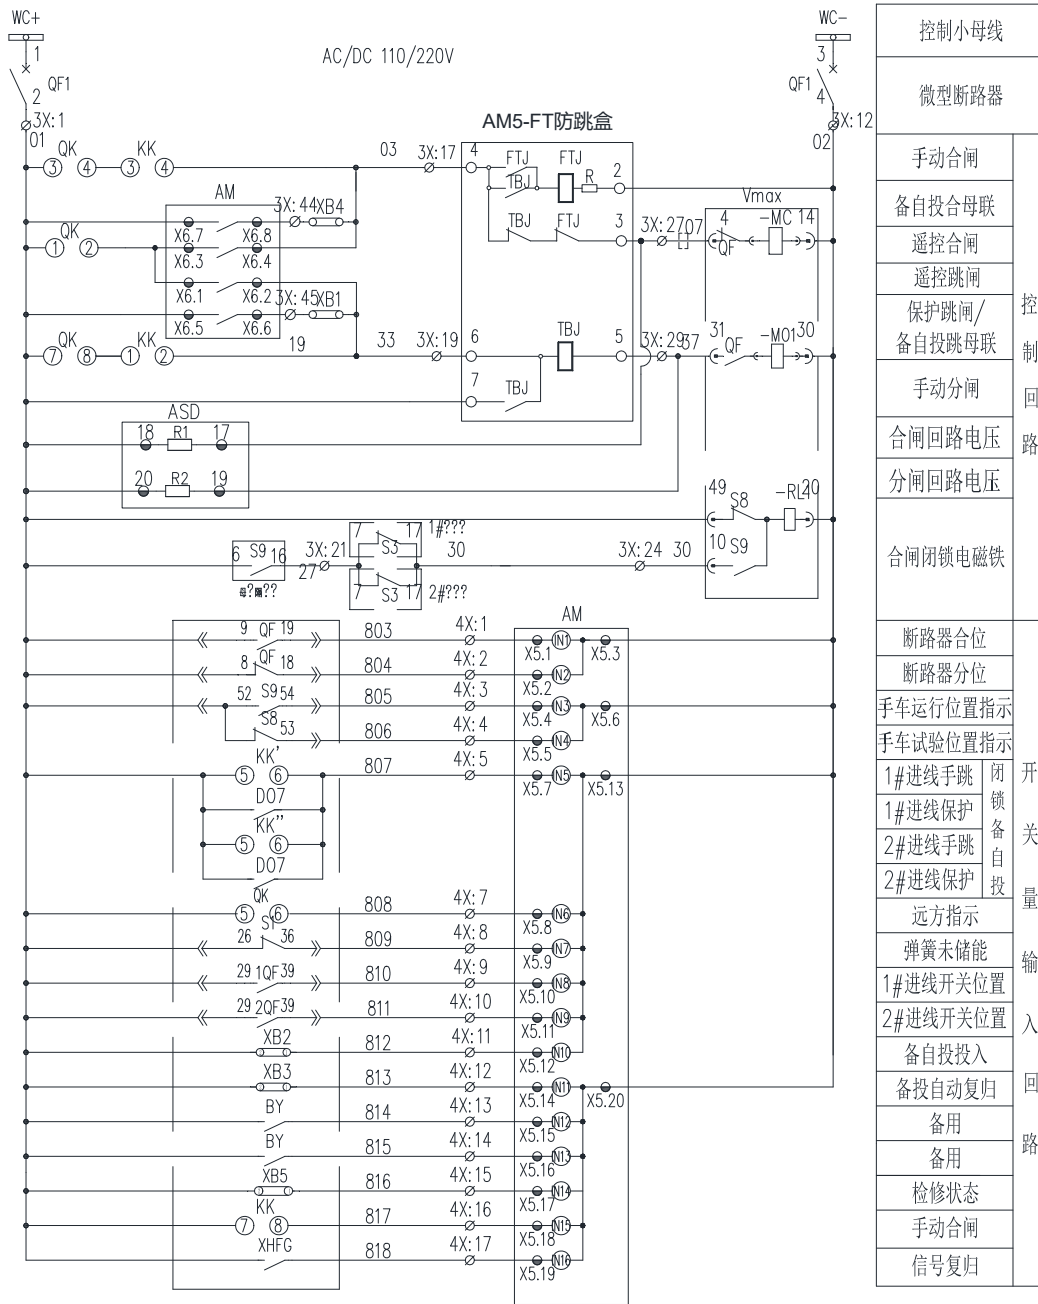 WC+
WC-
控制小母线
1
3
AC/DC 110/220V
QF1
QF1
微型断路器
2
4
3X:1
3X:12
AM5-FT防跳盒
01
02
QK
KK
03
3X:17
4
FTJ
FTJ
手动合闸
3
4
3
4
TBJ
R
2
AM
Vmax
3X:44
XB4
备自投合母联
X6.7
X6.8
TBJ
FTJ
3
3X:27
07
4
-MC
14
QK
1
2
QF
遥控合闸
X6.3
X6.4
遥控跳闸
X6.1
X6.2
3X:45
XB1
保护跳闸/
X6.5
X6.6
备自投跳母联
QK
KK
19
33
3X:19
6
TBJ
5
3X:29
37
31
QF
-MO1
30
7
8
1
2
7
TBJ
手动分闸
ASD
18
R1
17
合闸回路电压
20
R2
19
分闸回路电压
49
S8
-RL1
20
7
17
1#???
S3
6
S9
16
3X:21
30
3X:24
30
10
S9
合闸闭锁电磁铁
27
7
S3
17
2#???
控制回路
AM
9
QF
19
803
4X:1
X5.1
IN1
X5.3
断路器合位
8
QF
18
804
4X:2
X5.2
IN2
断路器分位
52
S9
54
805
4X:3
X5.4
IN3
X5.6
手车运行位置指示
S8
53
806
4X:4
X5.5
IN4
手车试验位置指示
KK'
5
6
807
4X:5
X5.7
IN5
X5.13
1#进线手跳
DO7
1#进线保护
KK''
5
6
2#进线手跳
DO7
2#进线保护
闭锁备自投
QK
5
6
808
4X:7
X5.8
IN6
远方指示
26
S1
36
809
4X:8
X5.9
IN7
弹簧未储能
29
1QF
39
810
4X:9
X5.10
IN8
1#进线开关位置
29
2QF
39
811
4X:10
X5.11
IN9
2#进线开关位置
XB2
812
4X:11
X5.12
IN10
备自投投入
XB3
813
4X:12
X5.14
IN11
X5.20
备投自动复归
BY
814
4X:13
X5.15
IN12
备用
BY
815
4X:14
X5.16
IN13
备用
XB5
816
4X:15
X5.17
IN14
检修状态
KK
7
8
817
4X:16
X5.18
IN15
手动合闸
XHFG
818
4X:17
X5.19
IN16
信号复归
开关量输入回路